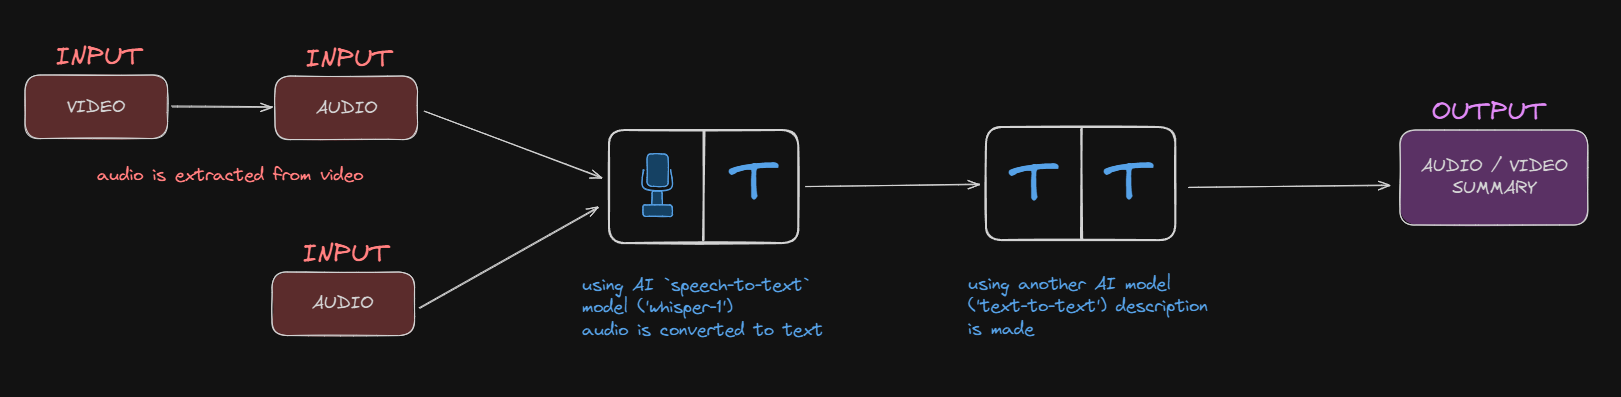 INPUT
VIDEO
INPUT
AUDIO
audio is extracted from video
INPUT
AUDIO
T
using AI `speech-to-text`
model ('whisper-1')
audio is converted to text
T T
using another AI model
('text-to-text') description
is made
OUTPUT
AUDIO / VIDEO
SUMMARY